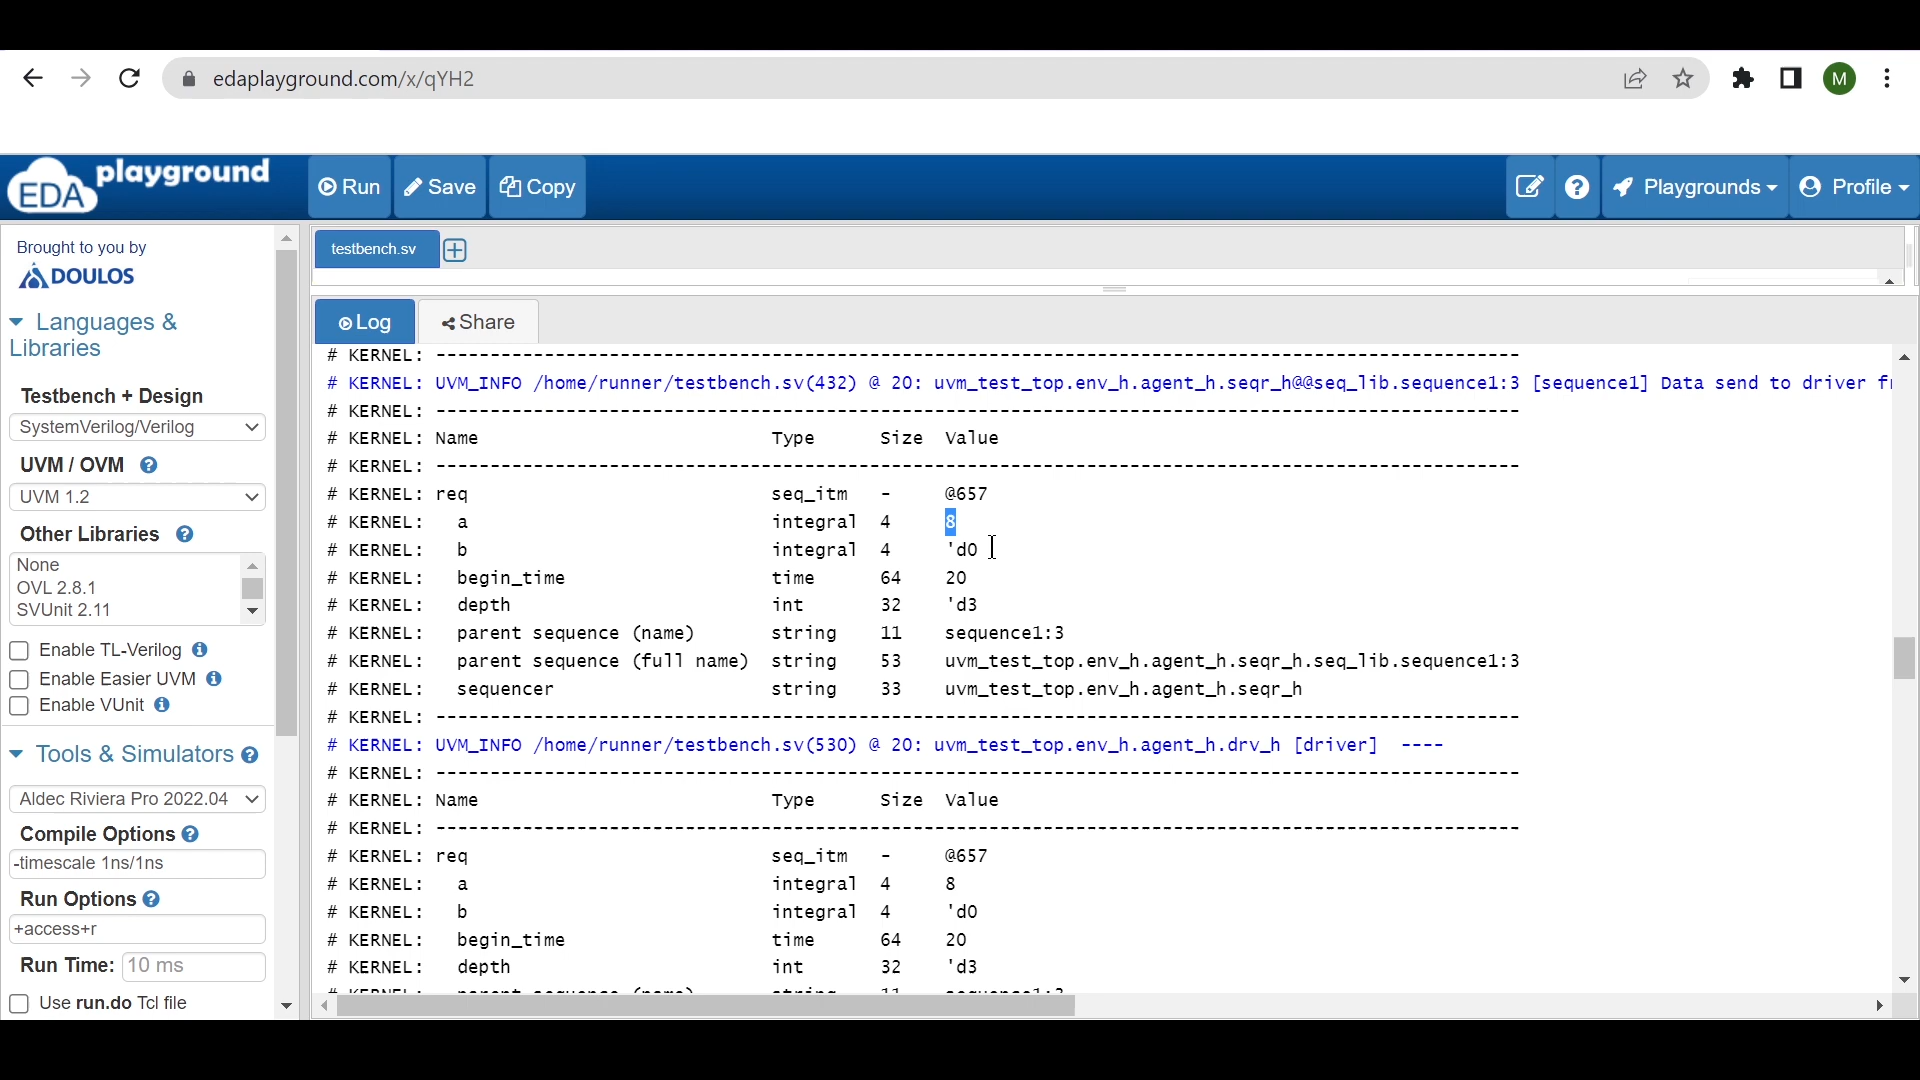 edaplayground.com/x/qYH2
M
EDA playground
Run
Save
Copy
Playgrounds
Profile
Brought to you by
DOULOS
testbench.sv
Languages &
Libraries
Log
Share
Testbench + Design
SystemVerilog/Verilog
UVM / OVM
UVM 1.2
Other Libraries
None
OVL 2.8.1
SVUnit 2.11
Enable TL-Verilog
Enable Easier UVM
Enable VUnit
Tools & Simulators
Aldec Riviera Pro 2022.04
Compile Options
-timescale 1ns/1ns
Run Options
+access+r
Run Time: 10 ms
Use run.do Tcl file
# KERNEL: ----------------------------------------------------------------------------------------------------
# KERNEL: UVM_INFO /home/runner/testbench.sv(432) @ 20: uvm_test_top.env_h.agent_h.seqr_h@@seq_lib.sequence1:3 [sequence1] Data send to driver
# KERNEL: ----------------------------------------------------------------------------------------------------
# KERNEL: Name Type Size Value
# KERNEL: ----------------------------------------------------------------------------------------------------
# KERNEL: req seq_itm - @657
# KERNEL: a integral 4 8
# KERNEL: b integral 4 'd0
# KERNEL: begin_time time 64 20
# KERNEL: depth int 32 'd3
# KERNEL: parent sequence (name) string 11 sequence1:3
# KERNEL: parent sequence (full name) string 53 uvm_test_top.env_h.agent_h.seqr_h.seq_lib.sequence1:3
# KERNEL: sequencer string 33 uvm_test_top.env_h.agent_h.seqr_h
# KERNEL: ----------------------------------------------------------------------------------------------------
# KERNEL: UVM_INFO /home/runner/testbench.sv(530) @ 20: uvm_test_top.env_h.agent_h.drv_h [driver] ----
# KERNEL: ----------------------------------------------------------------------------------------------------
# KERNEL: Name Type Size Value
# KERNEL: ----------------------------------------------------------------------------------------------------
# KERNEL: req seq_itm - @657
# KERNEL: a integral 4 8
# KERNEL: b integral 4 'd0
# KERNEL: begin_time time 64 20
# KERNEL: depth int 32 'd3